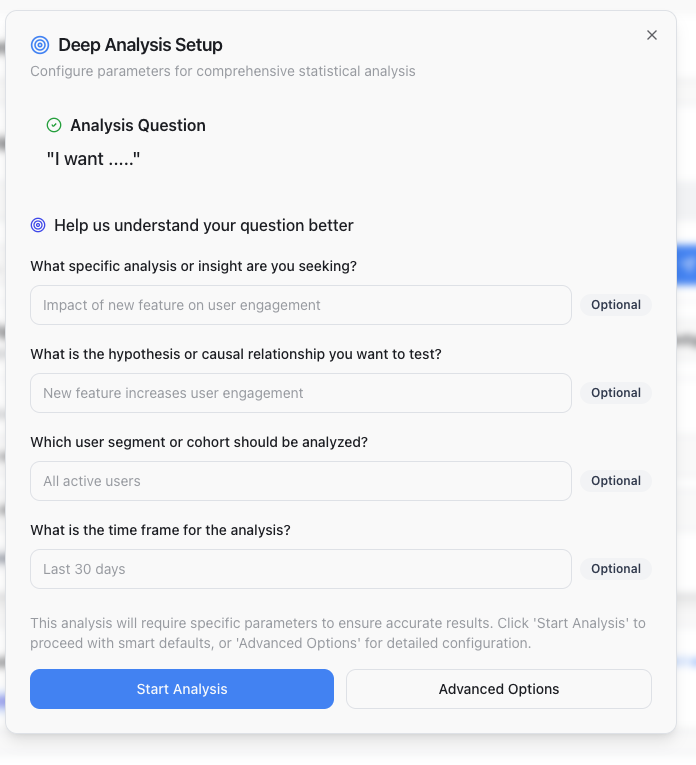 Deep Analysis Setup
Configure parameters for comprehensive statistical analysis
Analysis Question
"I want ....."
Help us understand your question better
What specific analysis or insight are you seeking?
Impact of new feature on user engagement
Optional
What is the hypothesis or causal relationship you want to test?
New feature increases user engagement
Optional
Which user segment or cohort should be analyzed?
All active users
Optional
What is the time frame for the analysis?
Last 30 days
Optional
This analysis will require specific parameters to ensure accurate results. Click 'Start Analysis' to
proceed with smart defaults, or 'Advanced Options' for detailed configuration.
Start Analysis
Advanced Options